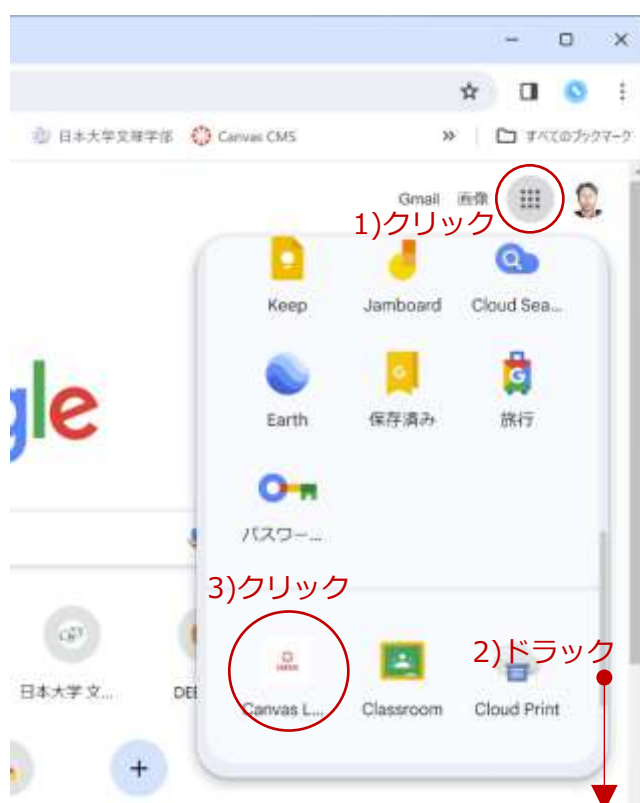 日本大学文理学部 Canvas CMS » すべてのブックマーク
Gmail 画像
1)クリック
Keep Jamboard Cloud Sea...
gle
Earth 保存済み 旅行
パスワー...
3)クリック
2)ドラック
日本大学 文... DEE Canvas L... Classroom Cloud Print